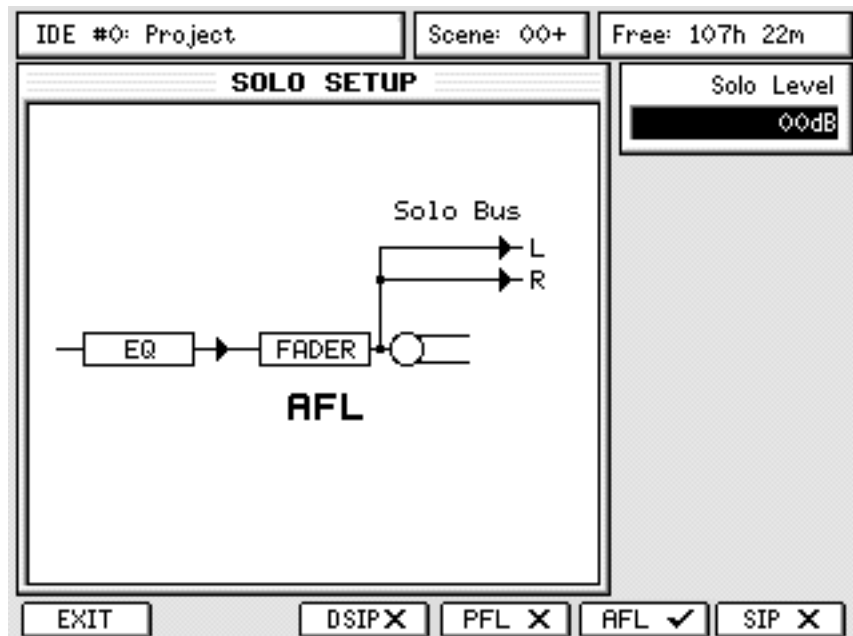 IDE #0: Project
Scene: 00+
Free: 107h 22m
SOLO SETUP
Solo Level
00dB
Solo Bus
L
R
EQ
FADER
AFL
EXIT
DSIP
PFL
AFL
SIP